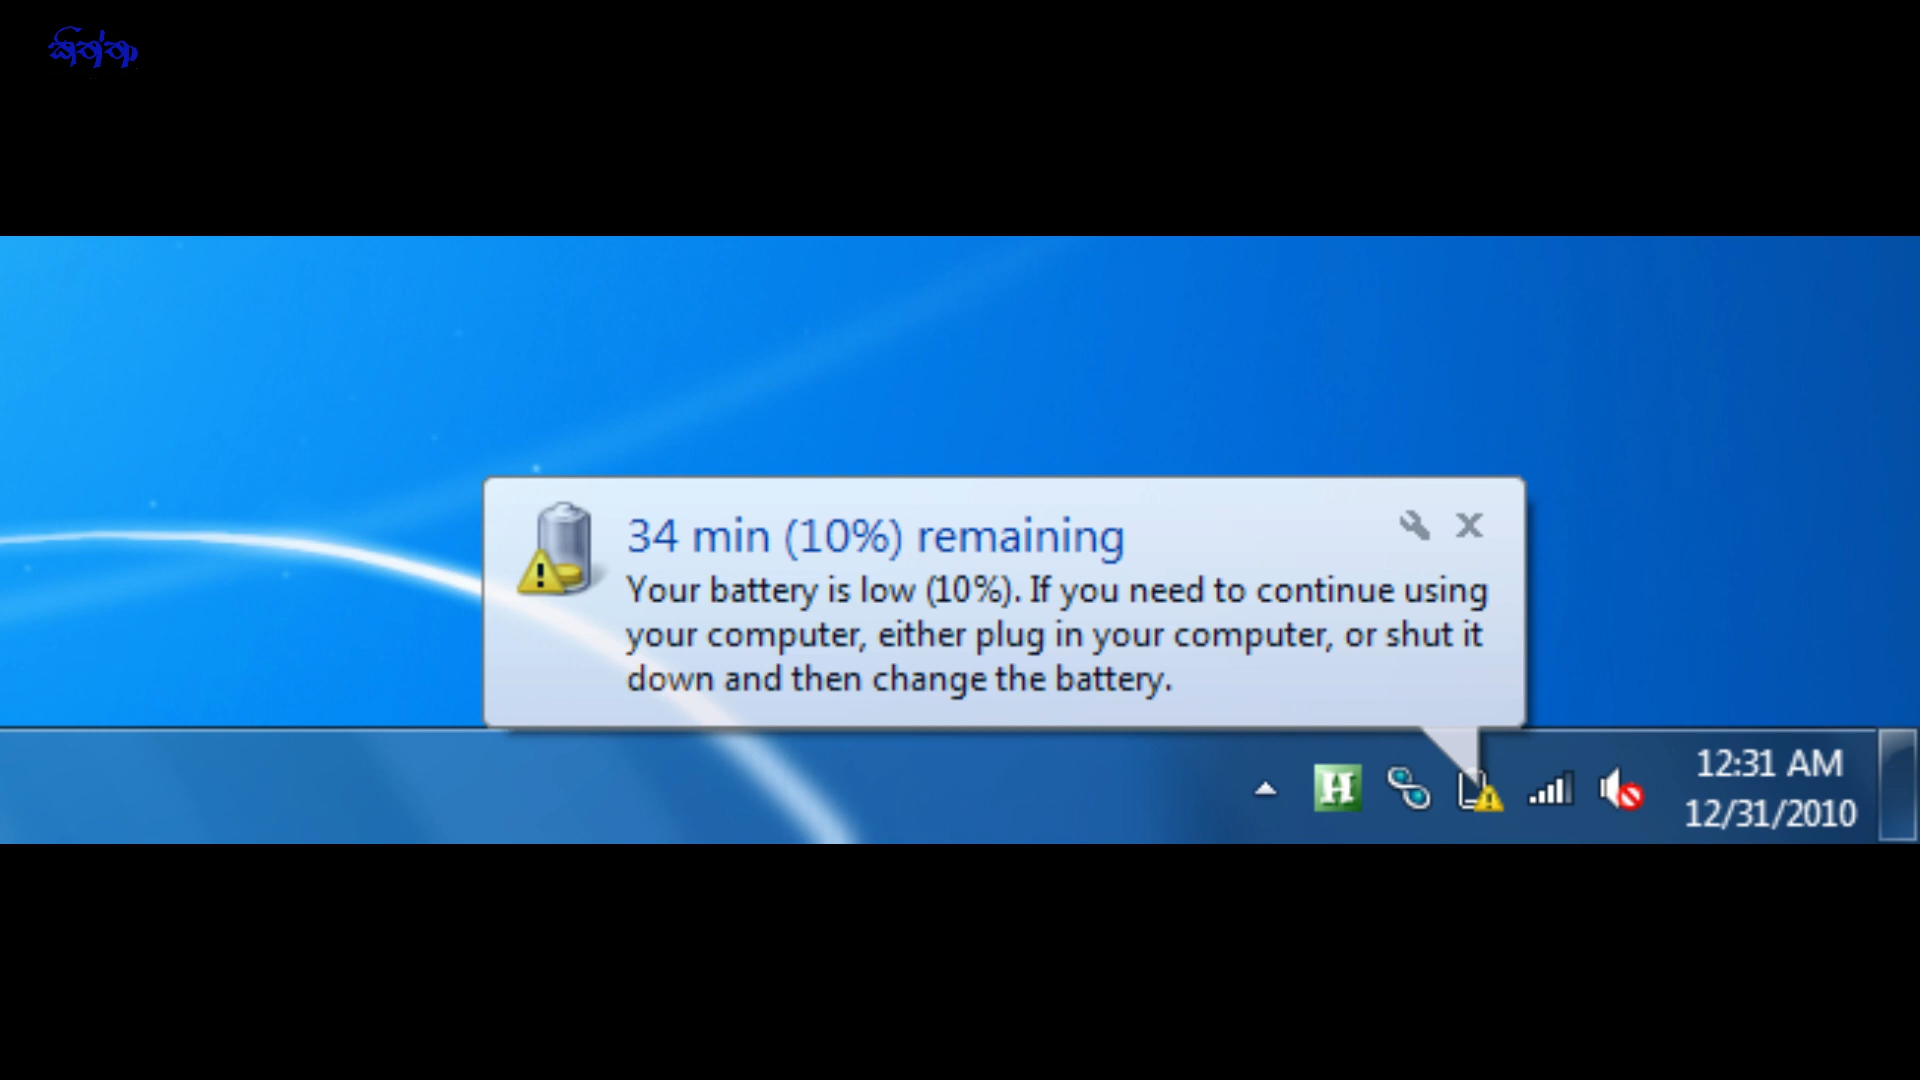 34 min (10%) remaining
Your battery is low (10%). If you need to continue using
your computer, either plug in your computer, or shut it
down and then change the battery.
H
12:31 AM
12/31/2010